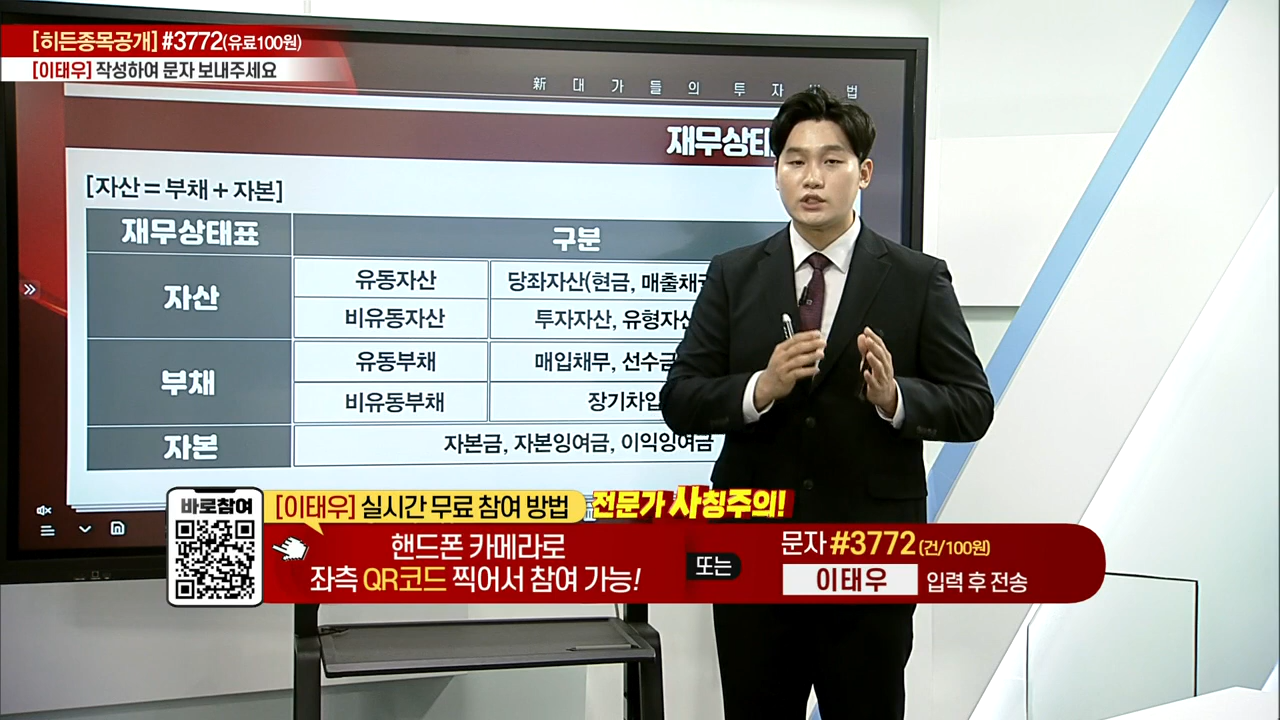 [히든종목공개] #3772(유료100원)
[이태우] 작성하여 문자 보내주세요
新 대 가 들 의 투 자 법
재무상태
[자산 = 부채 + 자본]
재무상태표 구분
자산 유동자산 당좌자산(현금, 매출채권
비유동자산 투자자산, 유형자산
부채 유동부채 매입채무, 선수금
비유동부채 장기차입
자본 자본금, 자본잉여금, 이익잉여금
바로참여
[이태우] 실시간 무료 참여 방법
전문가 사칭주의!
핸드폰 카메라로
좌측 QR코드 찍어서 참여 가능!
또는
문자 #3772 (건/100원)
이태우 입력 후 전송